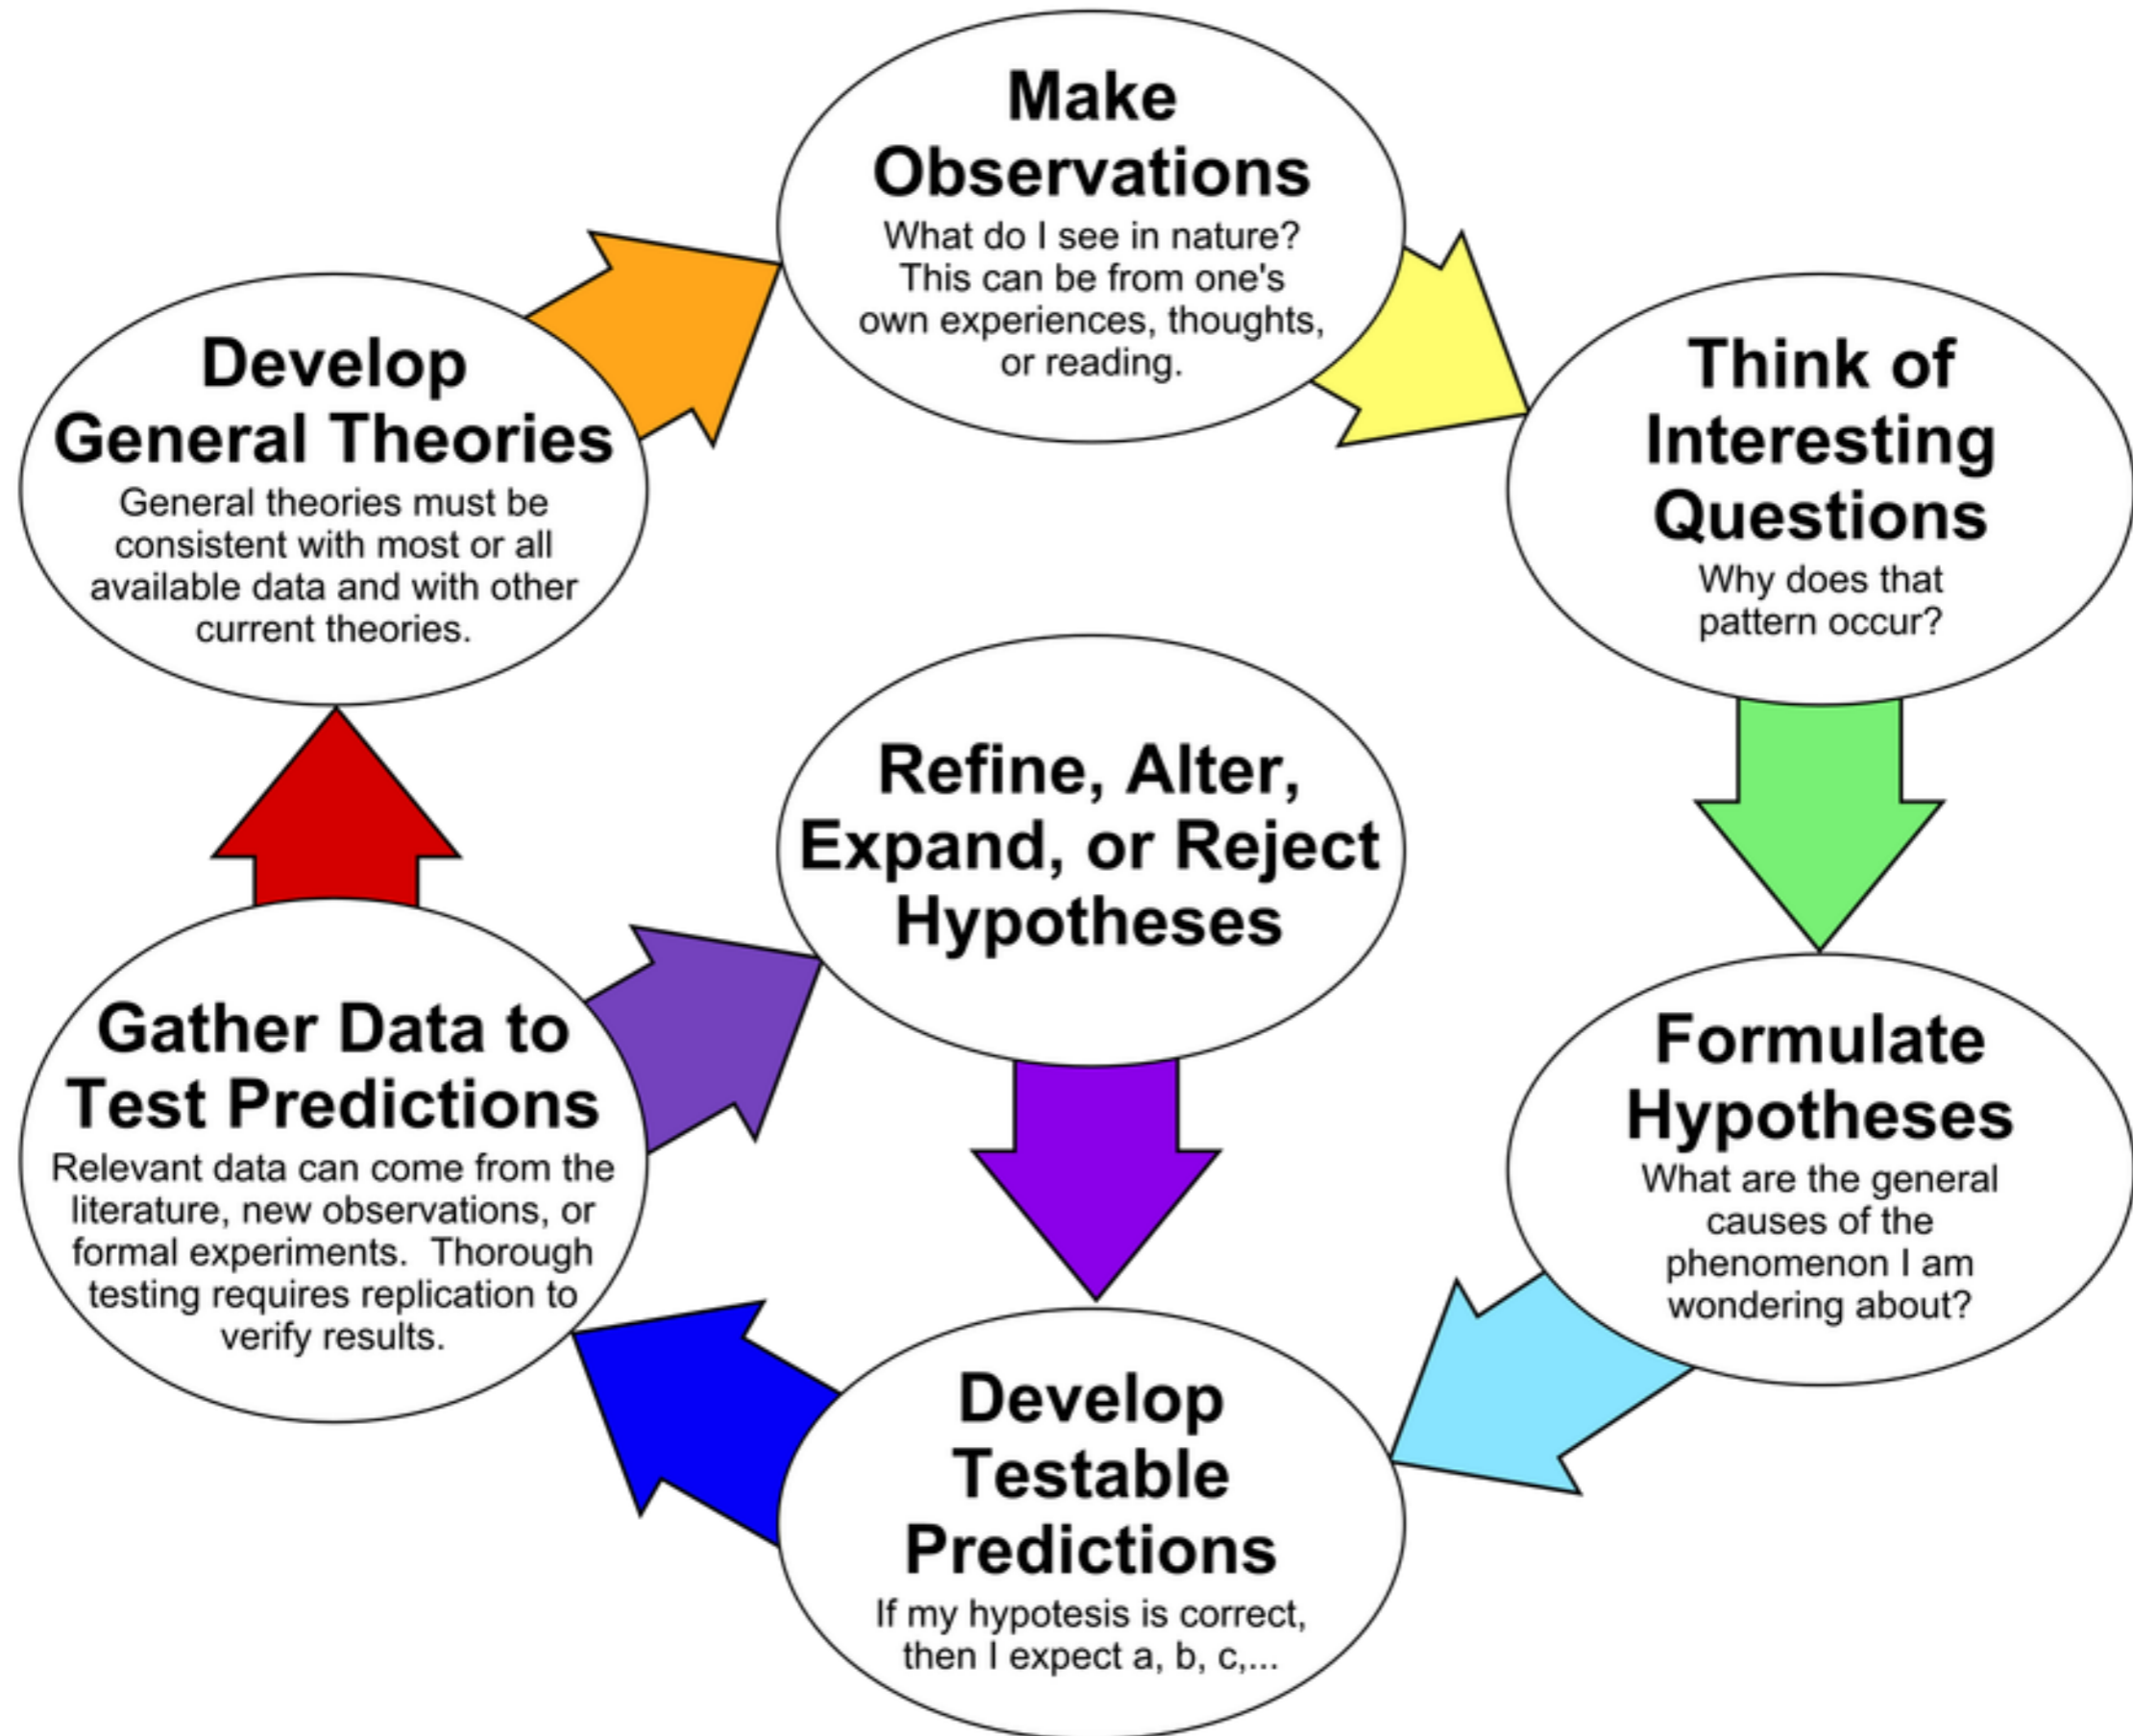 Make
Observations
What do I see in nature?
This can be from one's
own experiences, thoughts,
or reading.
Think of
Interesting
Questions
Why does that
pattern occur?
Formulate
Hypotheses
What are the general
causes of the
phenomenon I am
wondering about?
Develop
Testable
Predictions
If my hypotesis is correct,
then I expect a, b, c,...
Gather Data to
Test Predictions
Relevant data can come from the
literature, new observations, or
formal experiments.  Thorough
testing requires replication to
verify results.
Refine, Alter,
Expand, or Reject
Hypotheses
Develop
General Theories
General theories must be
consistent with most or all
available data and with other
current theories.